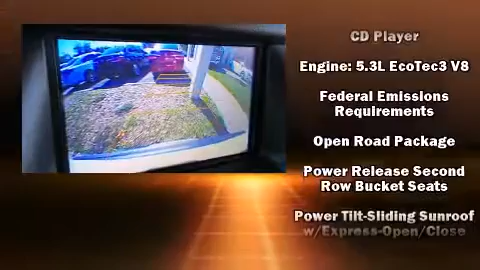 CD Player
Engine: 5.3L EcoTec3 V8
Federal Emissions
Requirements
Open Road Package
Power Release Second
Row Bucket Seats
Power Tilt-Sliding Sunroof
w/Express-Open/Close